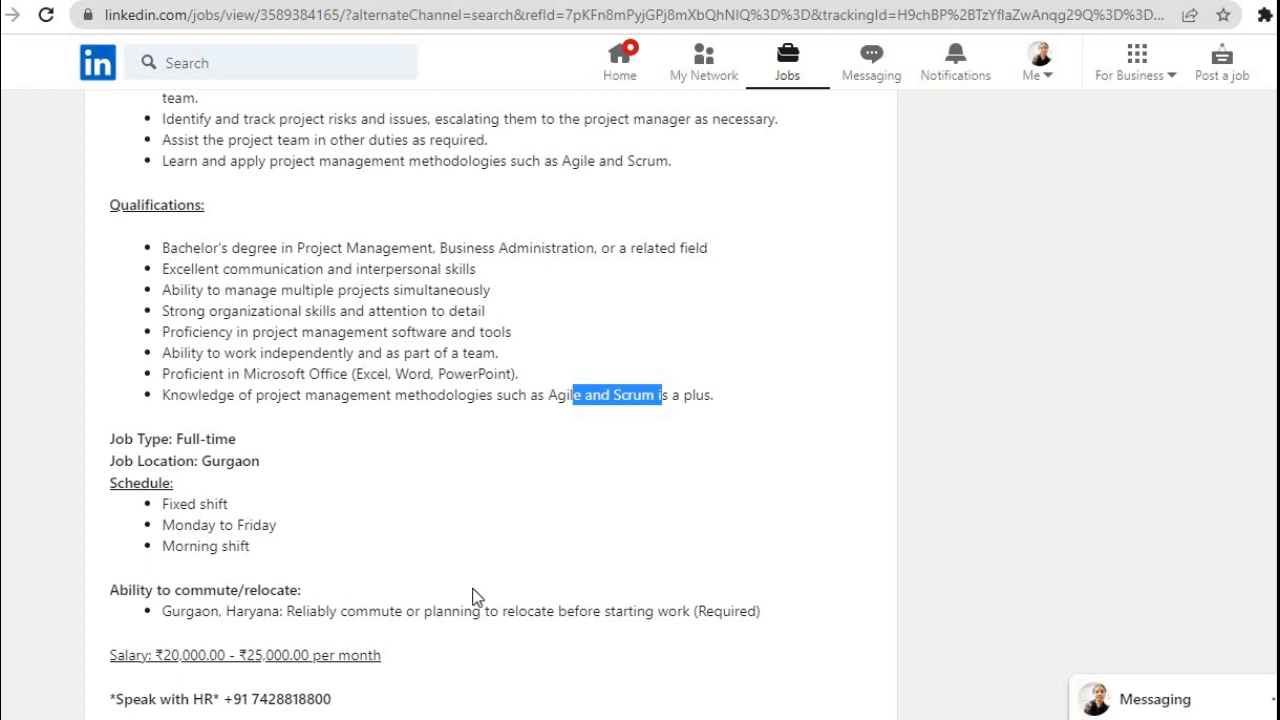 linkedin.com/jobs/view/3589384165/?alternateChannel=search&refId=7pKFn8mPyjGPj8mXbQhNIQ%3D%3D&trackingId=H9chBP%2BTzYflaZwAnqg29Q%3D%3D...
in
Search
Home
My Network
Jobs
Messaging
Notifications
Me
For Business
Post a job
team.
• Identify and track project risks and issues, escalating them to the project manager as necessary.
• Assist the project team in other duties as required.
• Learn and apply project management methodologies such as Agile and Scrum.
Qualifications:
• Bachelor's degree in Project Management, Business Administration, or a related field
• Excellent communication and interpersonal skills
• Ability to manage multiple projects simultaneously
• Strong organizational skills and attention to detail
• Proficiency in project management software and tools
• Ability to work independently and as part of a team.
• Proficient in Microsoft Office (Excel, Word, PowerPoint).
• Knowledge of project management methodologies such as Agile and Scrum is a plus.
Job Type: Full-time
Job Location: Gurgaon
Schedule:
• Fixed shift
• Monday to Friday
• Morning shift
Ability to commute/relocate:
• Gurgaon, Haryana: Reliably commute or planning to relocate before starting work (Required)
Salary: ₹20,000.00 - ₹25,000.00 per month
*Speak with HR* +91 7428818800
Messaging